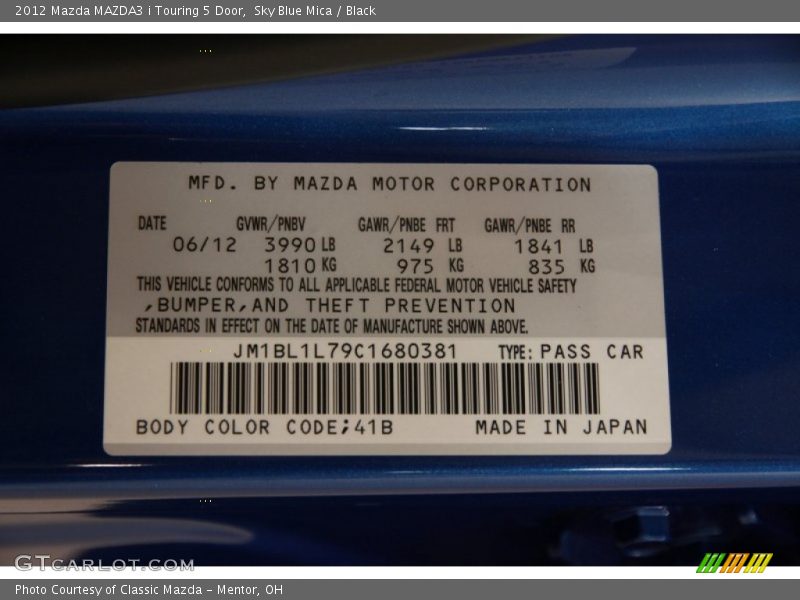 2012 Mazda MAZDA3 i Touring 5 Door, Sky Blue Mica / Black
MFD. BY MAZDA MOTOR CORPORATION
DATE GVWR/PNBV GAWR/PNBE FRT GAWR/PNBE RR
06/12 3990 LB 2149 LB 1841 LB
1810 KG 975 KG 835 KG
THIS VEHICLE CONFORMS TO ALL APPLICABLE FEDERAL MOTOR VEHICLE SAFETY
,BUMPER,AND THEFT PREVENTION
STANDARDS IN EFFECT ON THE DATE OF MANUFACTURE SHOWN ABOVE.
JM1BL1L79C1680381 TYPE: PASS CAR
BODY COLOR CODE;41B MADE IN JAPAN
GTCARLOT.COM
Photo Courtesy of Classic Mazda - Mentor, OH